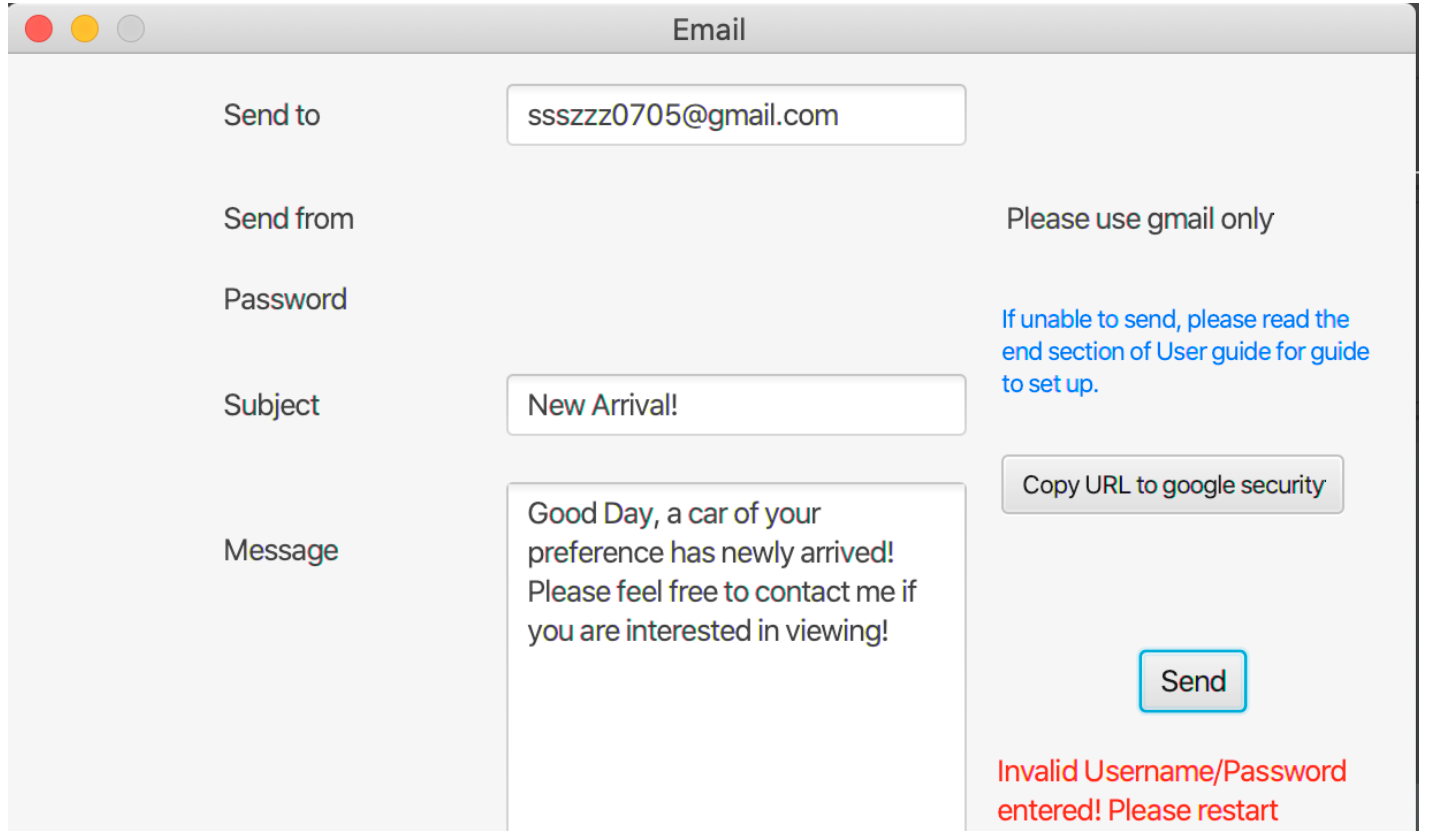 Email
Send to
ssszzz0705@gmail.com
Send from
Please use gmail only
Password
If unable to send, please read the
end section of User guide for guide
to set up.
Subject
New Arrival!
Copy URL to google security
Message
Good Day, a car of your
preference has newly arrived!
Please feel free to contact me if
you are interested in viewing!
Send
Invalid Username/Password
entered! Please restart